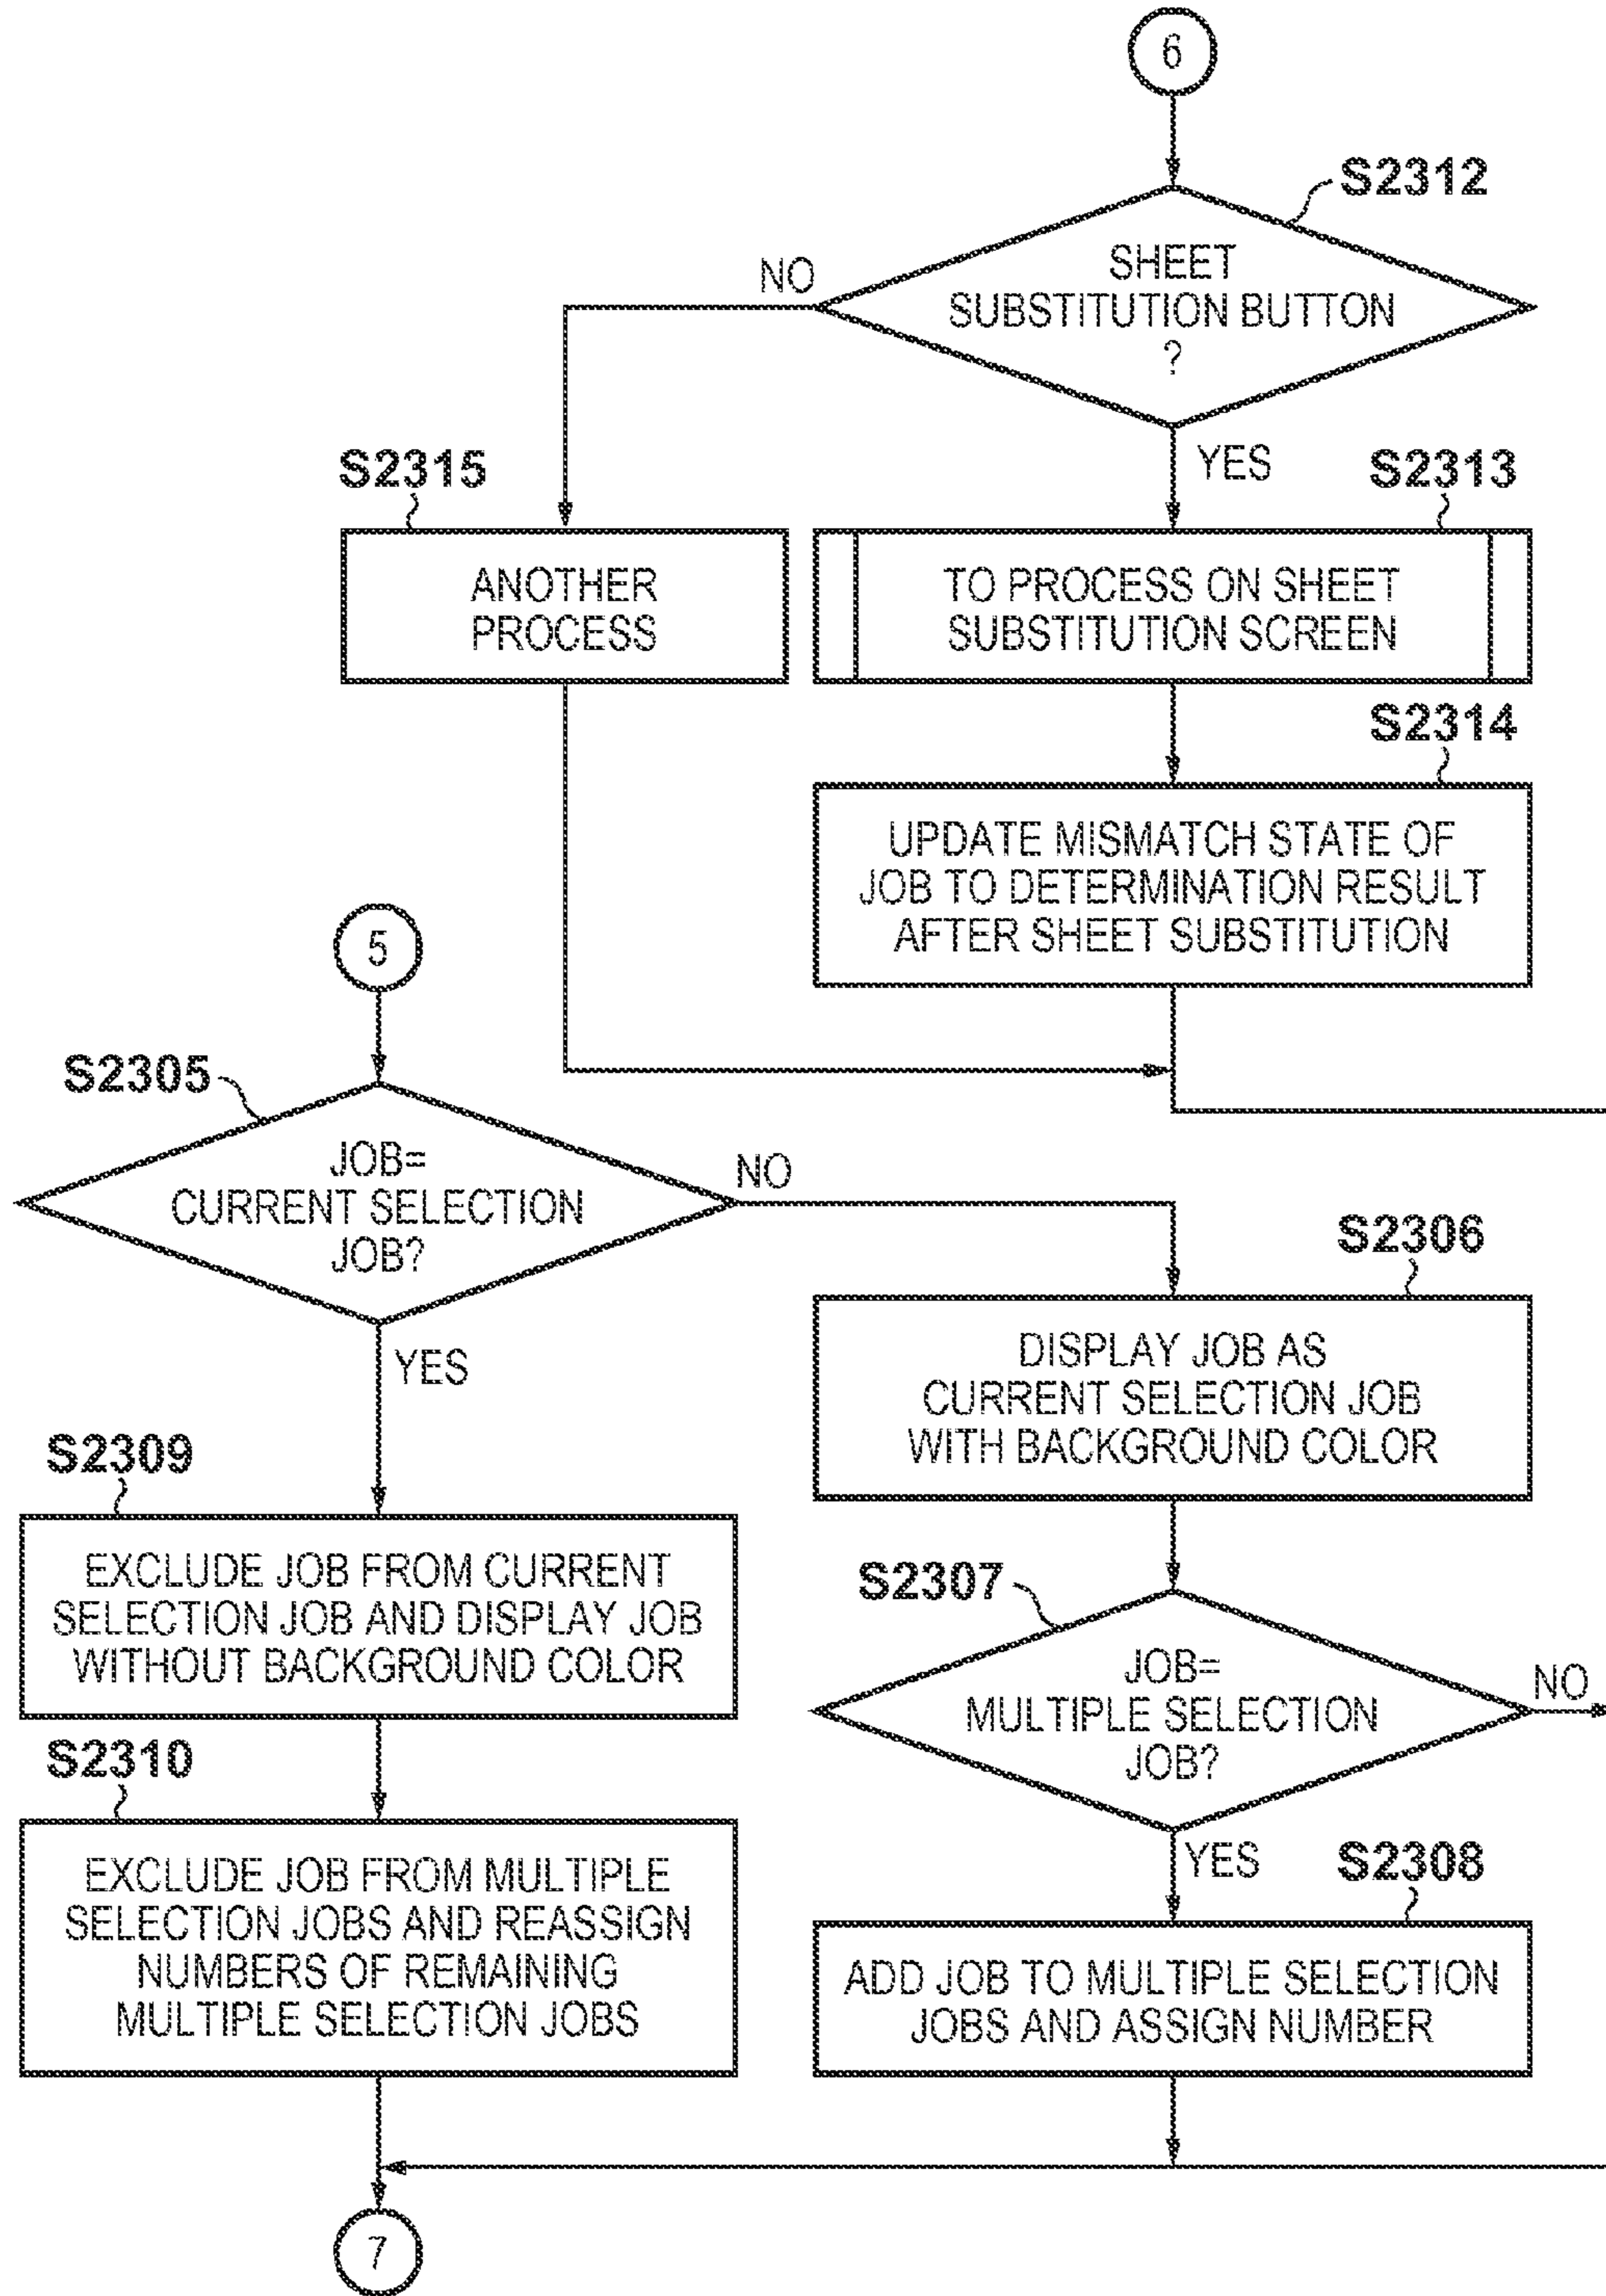 6
S2312
NO
SHEET
SUBSTITUTION BUTTON
?
YES
S2315
S2313
ANOTHER
PROCESS
TO PROCESS ON SHEET
SUBSTITUTION SCREEN
S2314
UPDATE MISMATCH STATE OF
JOB TO DETERMINATION RESULT
AFTER SHEET SUBSTITUTION
5
S2305
JOB=
CURRENT SELECTION
JOB?
NO
YES
S2306
DISPLAY JOB AS
CURRENT SELECTION JOB
WITH BACKGROUND COLOR
S2309
EXCLUDE JOB FROM CURRENT
SELECTION JOB AND DISPLAY JOB
WITHOUT BACKGROUND COLOR
S2307
JOB=
MULTIPLE SELECTION
JOB?
NO
YES
S2310
EXCLUDE JOB FROM MULTIPLE
SELECTION JOBS AND REASSIGN
NUMBERS OF REMAINING
MULTIPLE SELECTION JOBS
S2308
ADD JOB TO MULTIPLE SELECTION
JOBS AND ASSIGN NUMBER
7